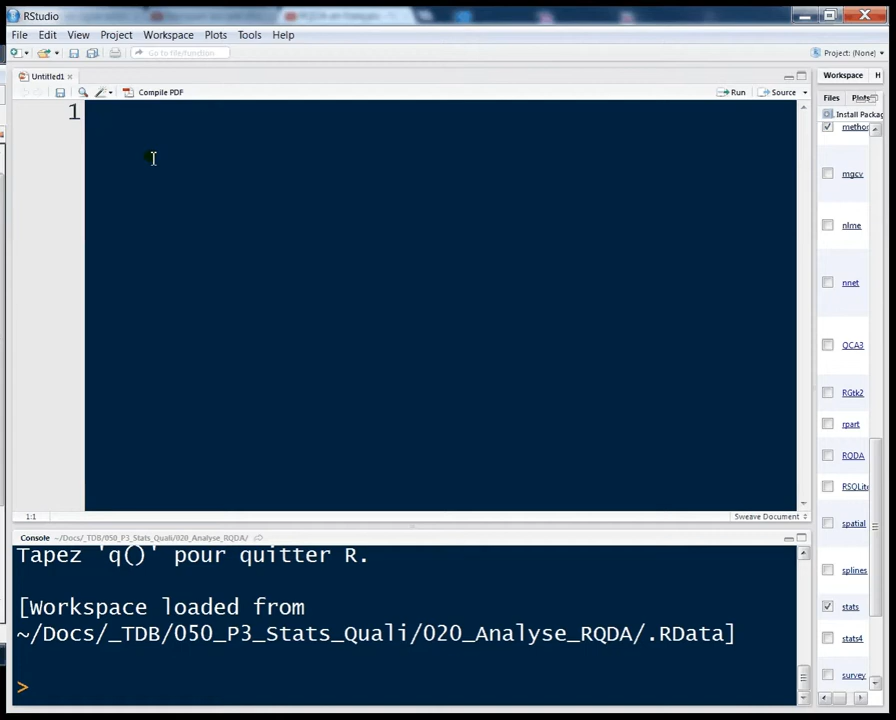 RStudio
File Edit View Project Workspace Plots Tools Help
Go to file/function Project: (None)
Untitled1
Compile PDF Run Source
1
1:1 Sweave Document
Console ~/Docs/_TDB/050_P3_Stats_Quali/020_Analyse_RQDA/
Tapez 'q()' pour quitter R.
[Workspace loaded from
~/Docs/_TDB/050_P3_Stats_Quali/020_Analyse_RQDA/.RData]
>
Workspace H
Files Plots
Install Packag
method
mgcv
nlme
nnet
QCA3
RGtk2
rpart
RQDA
RSQLite
spatial
splines
stats
stats4
survey